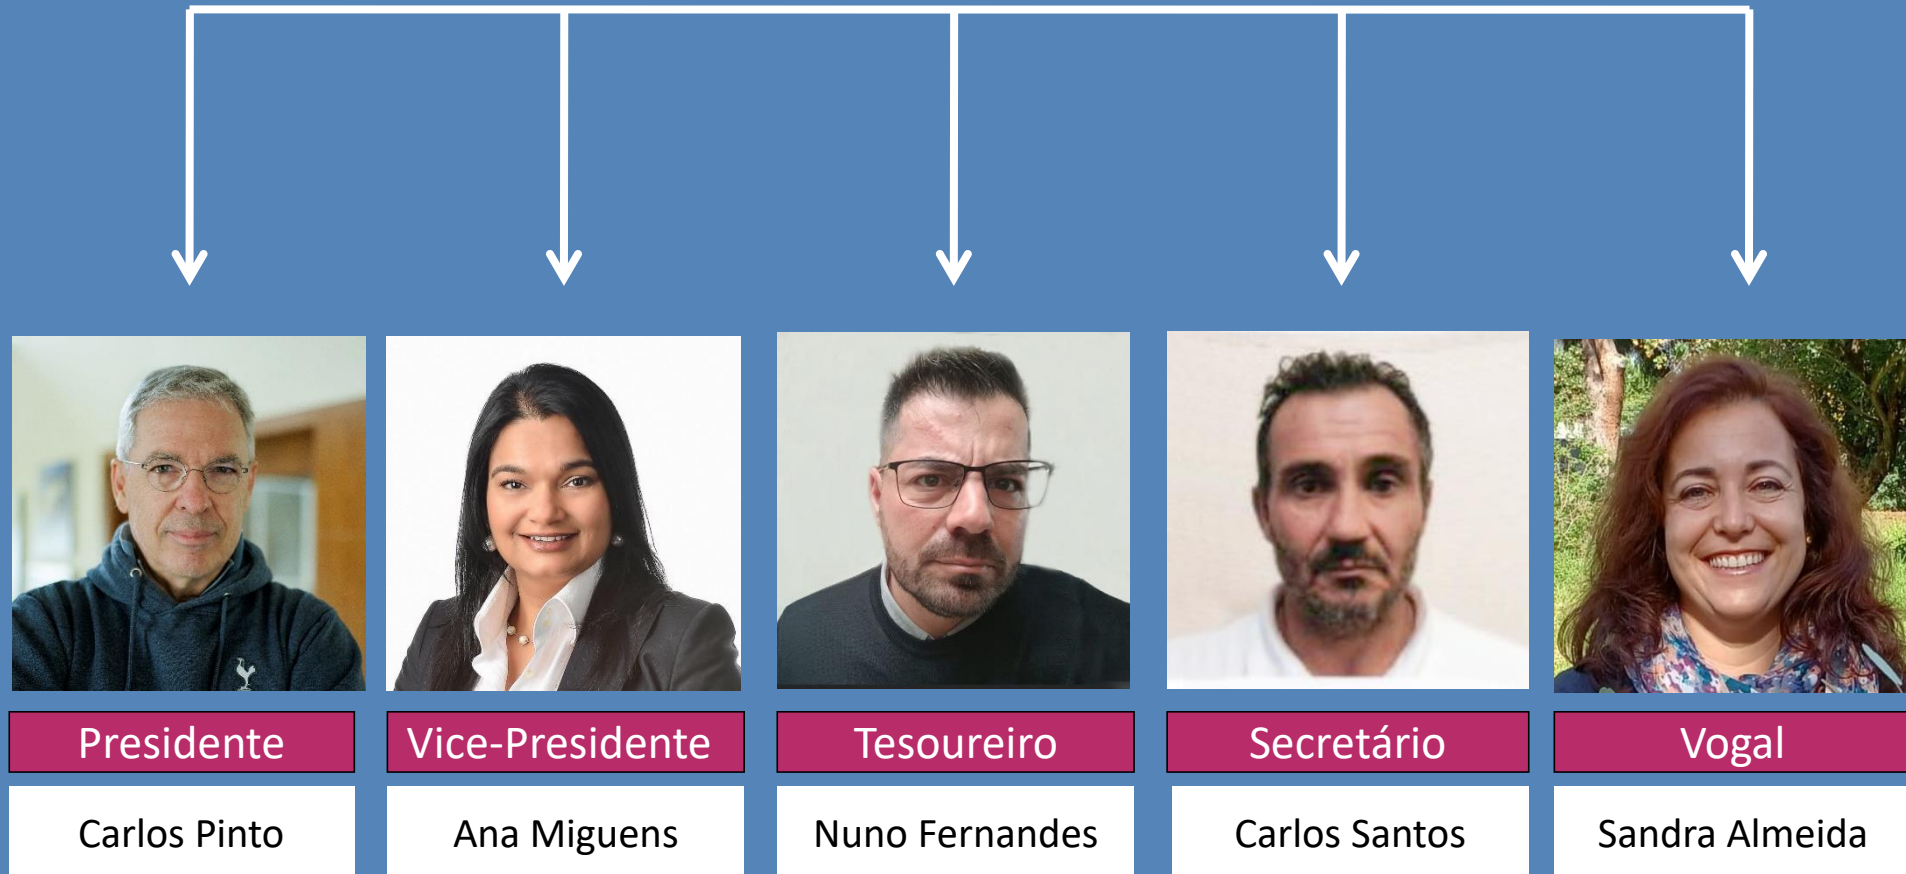 Presidente
Vice-Presidente
Tesoureiro
Secretário
Vogal
Carlos Pinto
Ana Miguens
Nuno Fernandes
Carlos Santos
Sandra Almeida